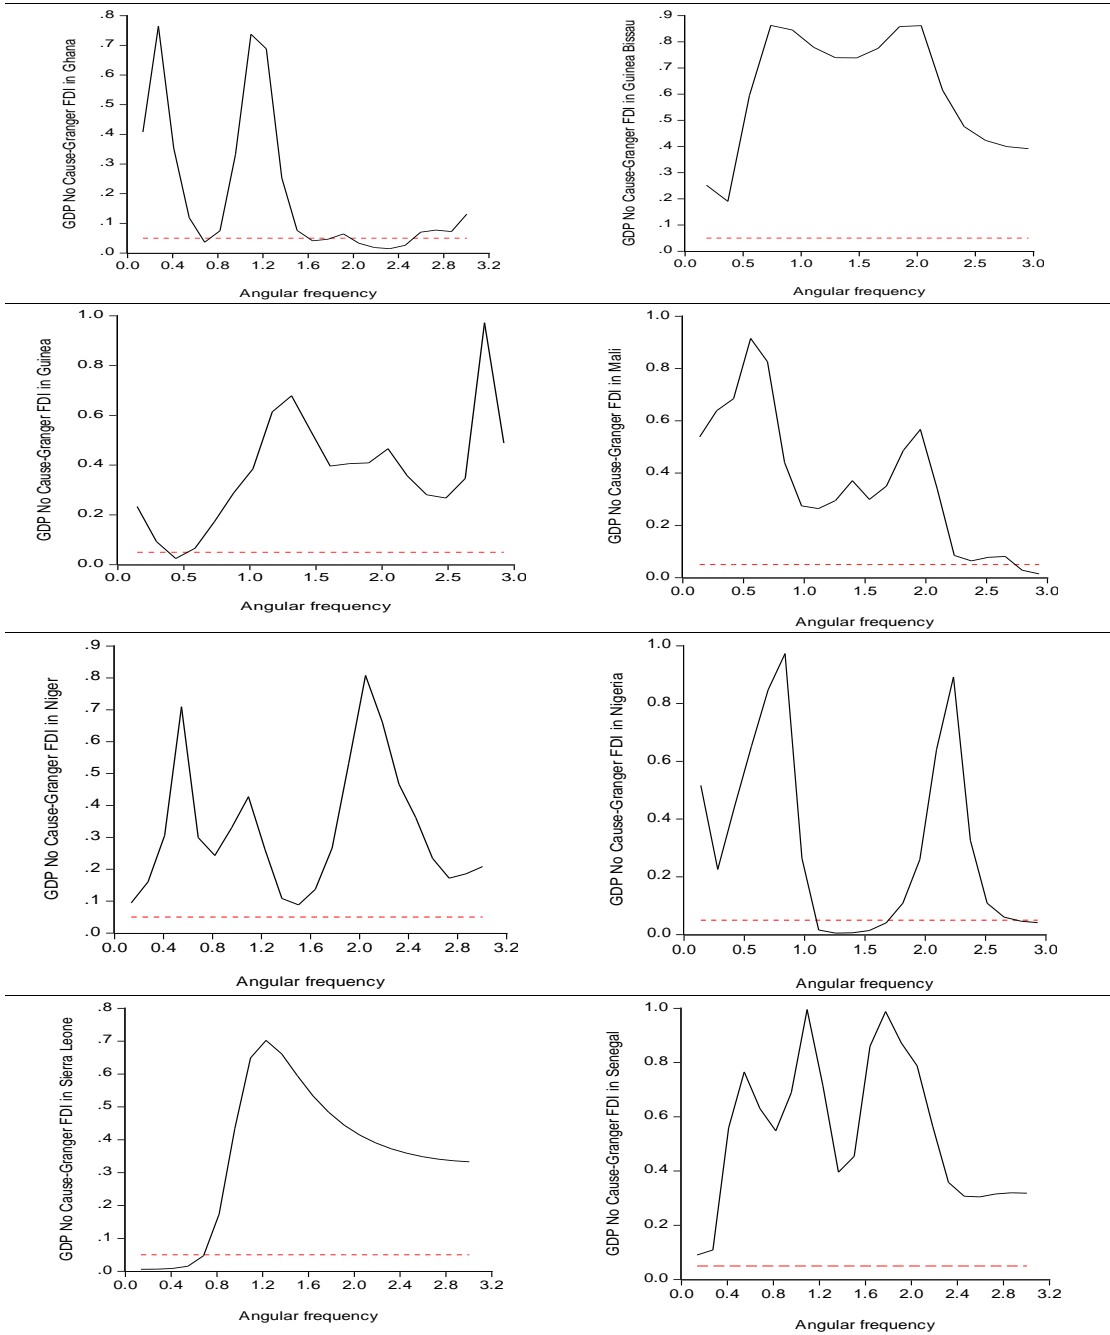 GDP No Cause-Granger FDI in Ghana
.8
.7
.6
.5
.4
.3
.2
.1
.0
0.0 0.4 0.8 1.2 1.6 2.0 2.4 2.8 3.2
Angular frequency
GDP No Cause-Granger FDI in Guinea Bissau
.9
.8
.7
.6
.5
.4
.3
.2
.1
.0
0.0 0.5 1.0 1.5 2.0 2.5 3.0
Angular frequency
GDP No Cause-Granger FDI in Guinea
1.0
0.8
0.6
0.4
0.2
0.0
0.0 0.5 1.0 1.5 2.0 2.5 3.0
Angular frequency
GDP No Cause-Granger FDI in Mali
1.0
0.8
0.6
0.4
0.2
0.0
0.0 0.5 1.0 1.5 2.0 2.5 3.0
Angular frequency
GDP No Cause-Granger FDI in Niger
.9
.8
.7
.6
.5
.4
.3
.2
.1
.0
0.0 0.4 0.8 1.2 1.6 2.0 2.4 2.8 3.2
Angular frequency
GDP No Cause-Granger FDI in Nigeria
1.0
0.8
0.6
0.4
0.2
0.0
0.0 0.5 1.0 1.5 2.0 2.5 3.0
Angular frequency
GDP No Cause-Granger FDI in Sierra Leone
.8
.7
.6
.5
.4
.3
.2
.1
.0
0.0 0.4 0.8 1.2 1.6 2.0 2.4 2.8 3.2
Angular frequency
GDP No Cause-Granger FDI in Senegal
1.0
0.8
0.6
0.4
0.2
0.0
0.0 0.4 0.8 1.2 1.6 2.0 2.4 2.8 3.2
Angular frequency